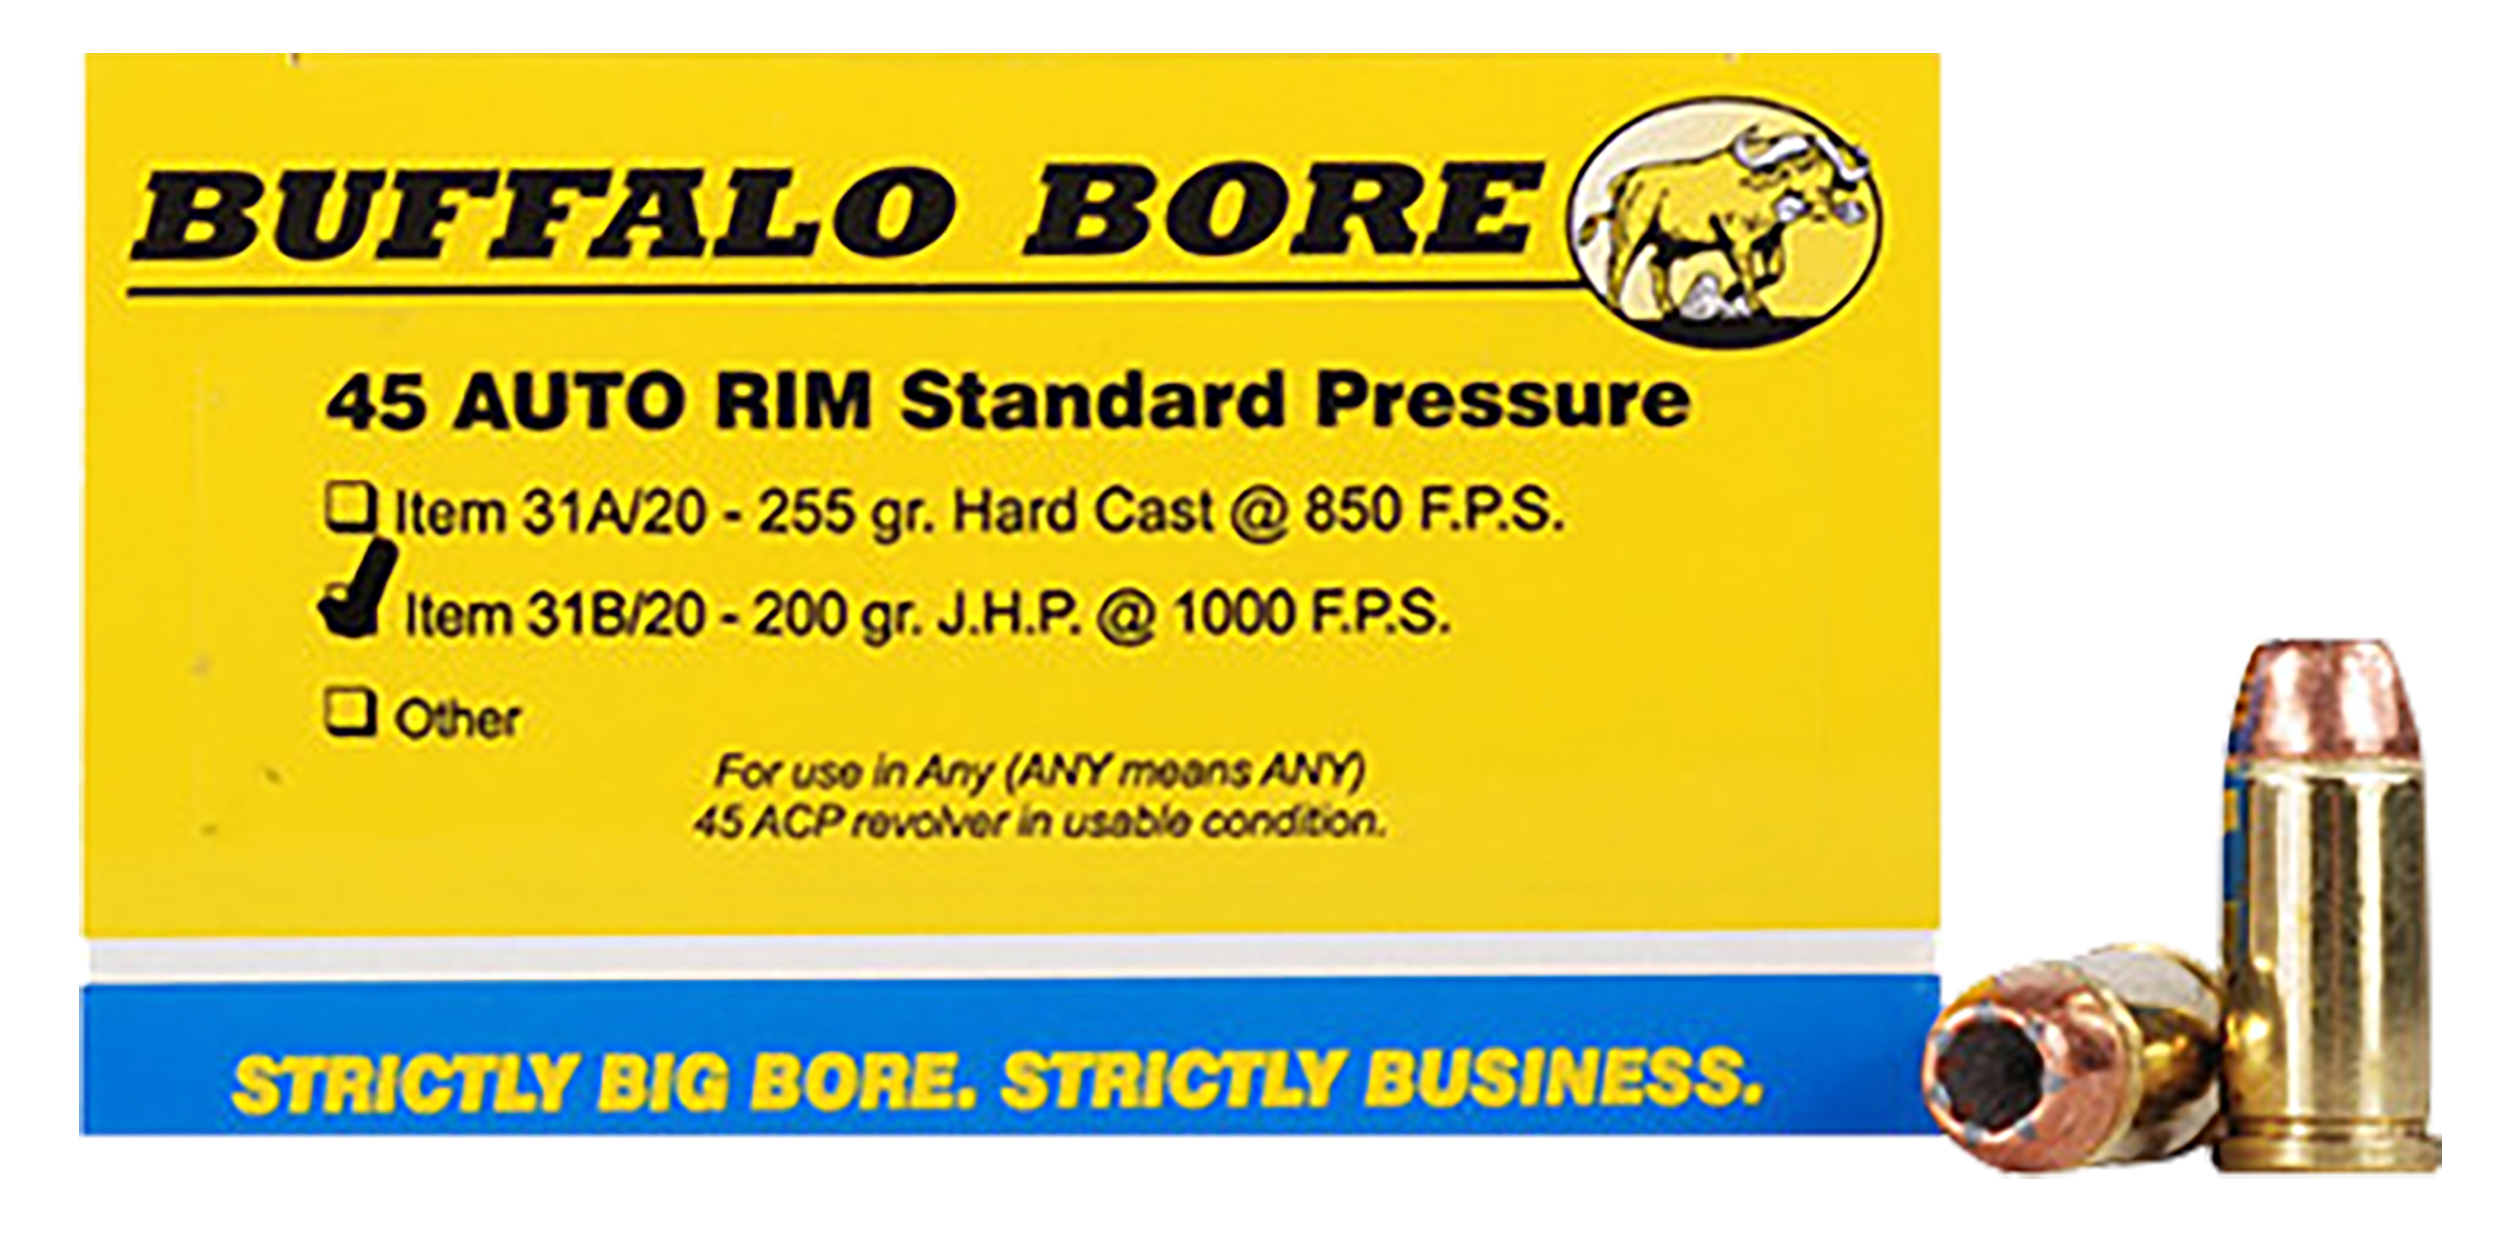 BUFFALO BORE
45 AUTO RIM Standard Pressure
Item 31A/20 - 255 gr. Hard Cast @ 850 F.P.S.
Item 31B/20 - 200 gr. J.H.P. @ 1000 F.P.S.
Other
For use in Any (ANY means ANY)
45 ACP revolver in usable condition.
STRICTLY BIG BORE. STRICTLY BUSINESS.